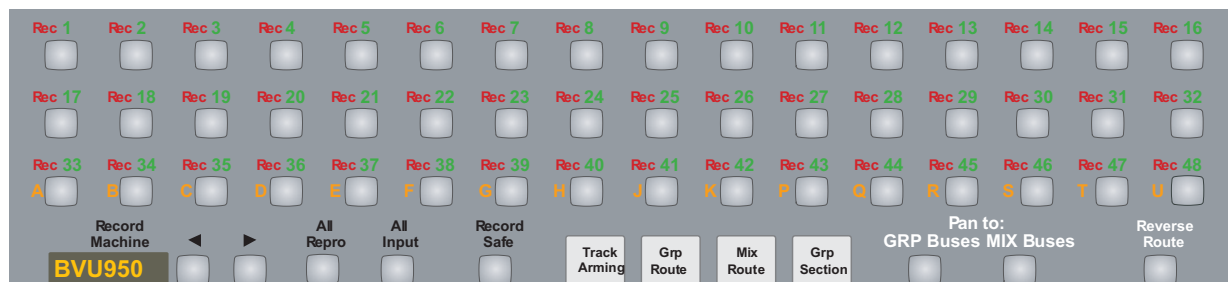 Rec 1 Rec 2 Rec 3 Rec 4 Rec 5 Rec 6 Rec 7 Rec 8 Rec 9 Rec 10 Rec 11 Rec 12 Rec 13 Rec 14 Rec 15 Rec 16
Rec 17 Rec 18 Rec 19 Rec 20 Rec 21 Rec 22 Rec 23 Rec 24 Rec 25 Rec 26 Rec 27 Rec 28 Rec 29 Rec 30 Rec 31 Rec 32
Rec 33 Rec 34 Rec 35 Rec 36 Rec 37 Rec 38 Rec 39 Rec 40 Rec 41 Rec 42 Rec 43 Rec 44 Rec 45 Rec 46 Rec 47 Rec 48
A B C D E F G H J K P Q R S T U
Record
Machine
BVU950
◄ ►
All
Repro
All
Input
Record
Safe
Track
Arming
Grp
Route
Mix
Route
Grp
Section
Pan to:
GRP Buses MIX Buses
Reverse
Route